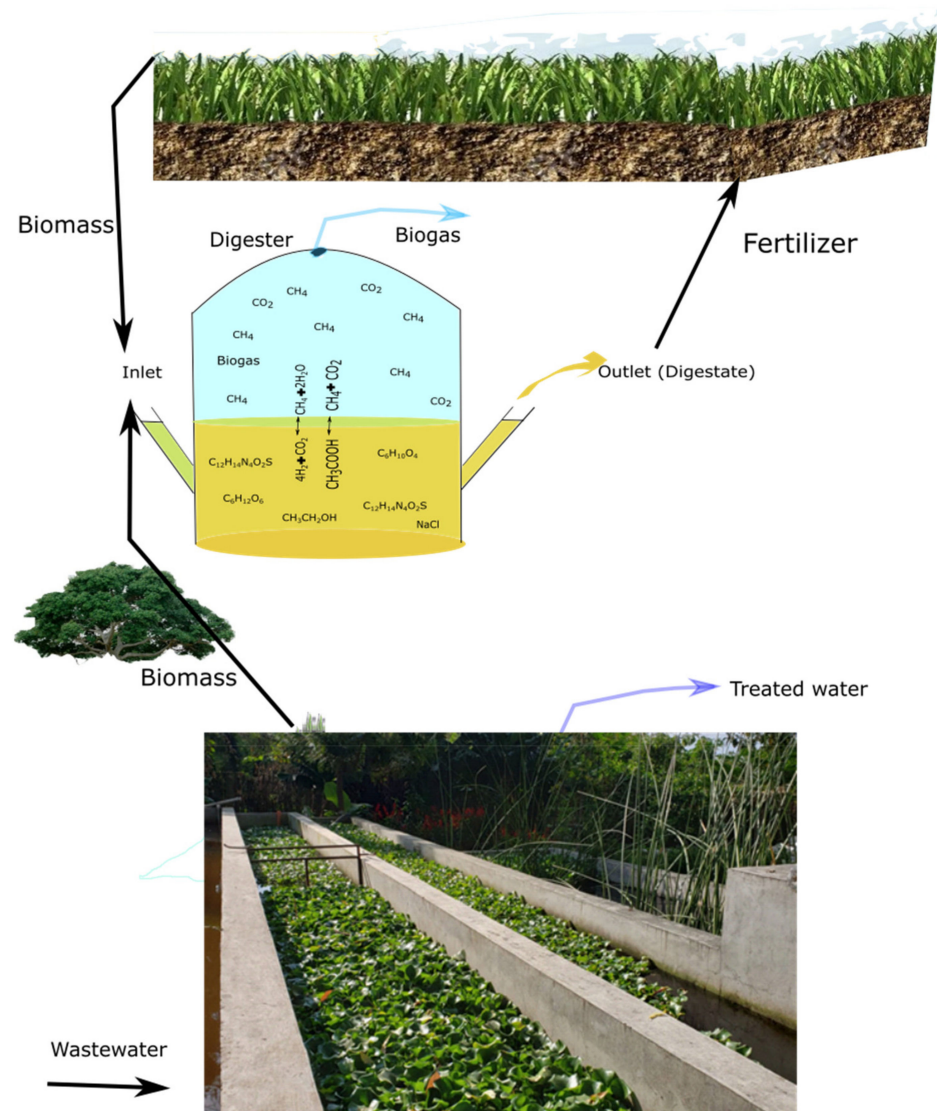 Biomass
Digester
Biogas
Fertilizer
CH₄
CO₂
CO₂
CH₄
CH₄
CH₄
Biogas
Inlet
CH₄
Outlet (Digestate)
CH₄
CO₂
4H₂+CO₂ ↔ CH₄+2H₂O
CH₃COOH ↔ CH₄+ CO₂
C₁₂H₁₄N₄O₂S
C₆H₁₀O₄
C₆H₁₂O₆
C₁₂H₁₄N₄O₂S
CH₃CH₂OH
NaCl
Biomass
Treated water
Wastewater